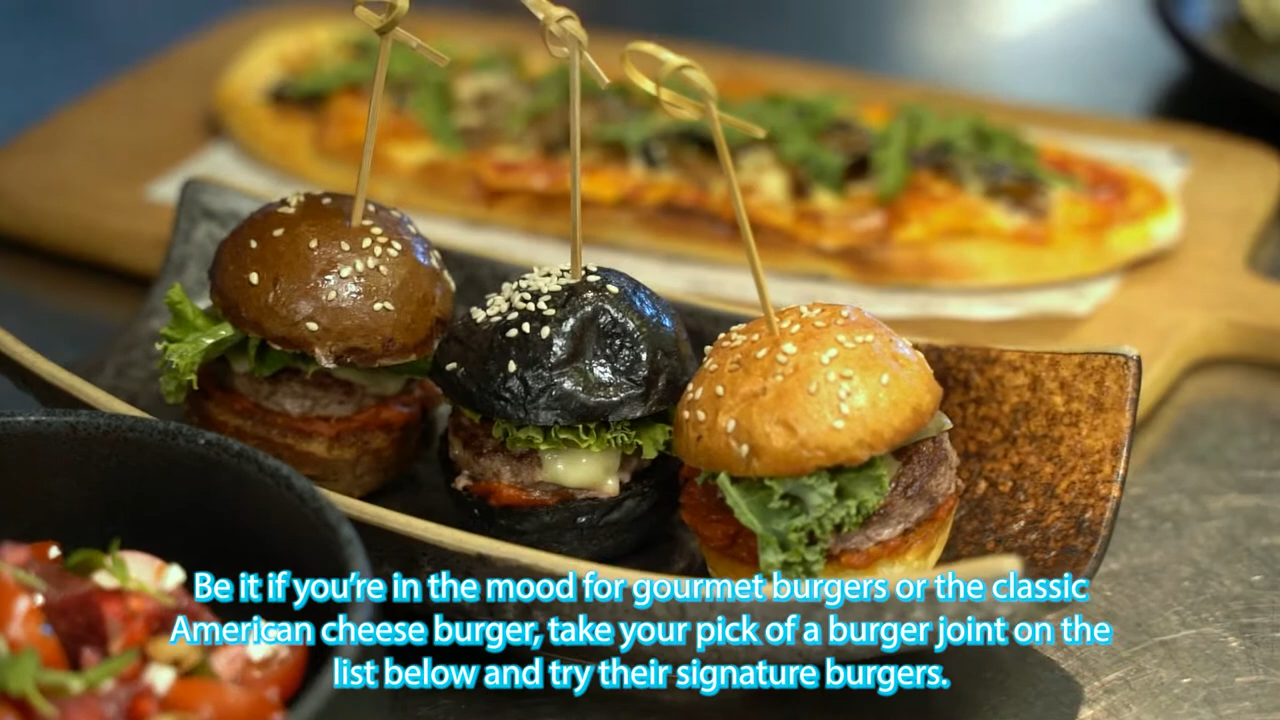 Be it if you’re in the mood for gourmet burgers or the classic
American cheese burger, take your pick of a burger joint on the
list below and try their signature burgers.